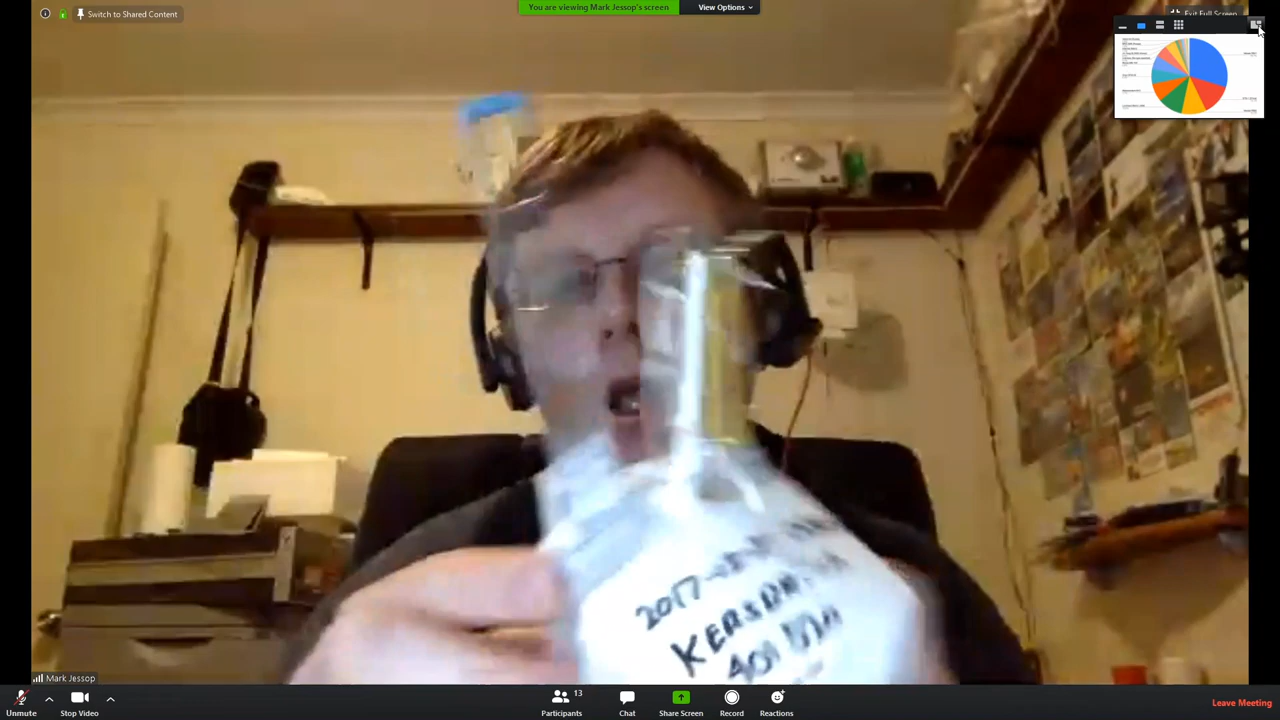 Switch to Shared Content
You are viewing Mark Jessop's screen
View Options
Exit Full Screen
2017-
401
Mark Jessop
Unmute
Stop Video
Participants
13
Chat
Share Screen
Record
Reactions
Leave Meeting